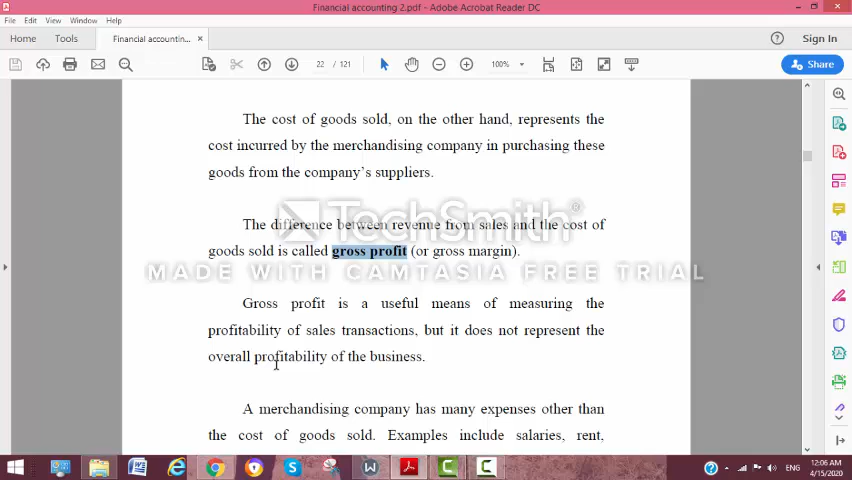 Financial accounting 2.pdf - Adobe Acrobat Reader DC
File Edit View Window Help
Home Tools Financial accountin... × Sign In
22 / 121 100% Share
The cost of goods sold, on the other hand, represents the
cost incurred by the merchandising company in purchasing these
goods from the company's suppliers.
TechSmith®
The difference between revenue from sales and the cost of
goods sold is called gross profit (or gross margin).
MADE WITH CAMTASIA FREE TRIAL
Gross profit is a useful means of measuring the
profitability of sales transactions, but it does not represent the
overall profitability of the business.
A merchandising company has many expenses other than
the cost of goods sold. Examples include salaries, rent,
ENG
12:06 AM
4/15/2020